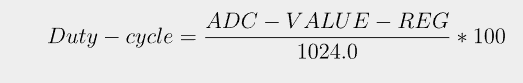 Duty − cycle = ADC − VALUE − REG / 1024.0 * 100